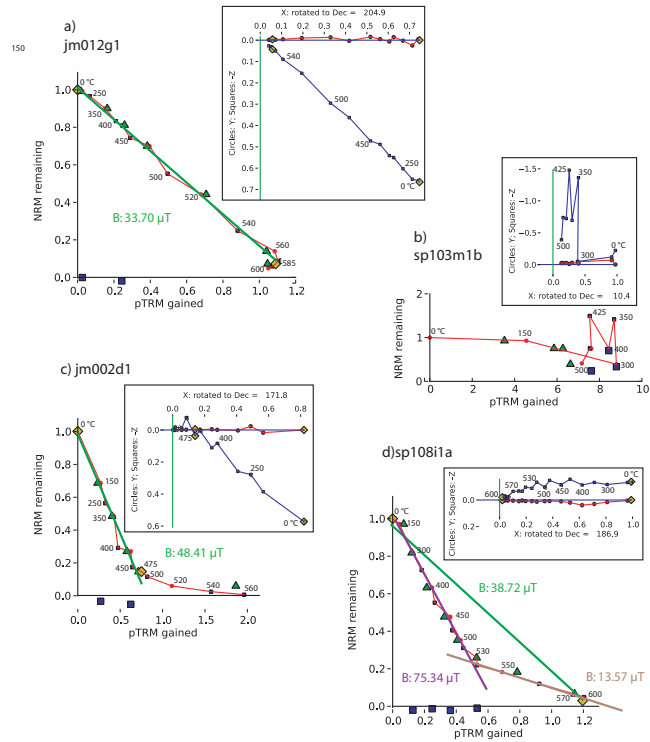 150
a)
jm012g1
X: rotated to Dec = 204.9
0.0 0.1 0.2 0.3 0.4 0.5 0.6 0.7
Circles: Y; Squares: -Z
0.0
0.1
0.2
0.3
0.4
0.5
0.6
0.7
540
500
450
0°C
NRM remaining
1.0
0.8
0.6
0.4
0.2
0.0
0°C
250
350
400
450
500
520
540
560
585
600
B: 33.70 µT
0.0 0.2 0.4 0.6 0.8 1.0 1.2
pTRM gained
b)
sp103m1b
Circles: Y; Squares: -Z
−1.5
−1.0
−0.5
0.0
425
350
500
300
0°C
0.0 0.5 1.0
X: rotated to Dec = 10.4
NRM remaining
2
1
0
0°C
150
425
350
400
500
300
0 2 4 6 8 10
pTRM gained
c) jm002d1
X: rotated to Dec = 171.8
0.0 0.2 0.4 0.6 0.8
Circles: Y; Squares: -Z
0.0
0.2
0.4
0.6
475
400
250
0°C
NRM remaining
1.0
0.8
0.6
0.4
0.2
0.0
0°C
150
300
350
400
450
475
500
520
540
560
B: 48.41 µT
0.0 0.5 1.0 1.5 2.0
pTRM gained
d)sp108i1a
Circles: Y; Squares: -Z
0.0
0.2
600
570
530
500
450
400
300
0°C
0.0 0.2 0.4 0.6 0.8 1.0
X: rotated to Dec = 186.9
NRM remaining
1.0
0.8
0.6
0.4
0.2
0.0
0°C
150
300
450
400
500
530
550
570
600
B: 38.72 µT
B: 75.34 µT
B: 13.57 µT
0.0 0.2 0.4 0.6 0.8 1.0 1.2 1.4
pTRM gained